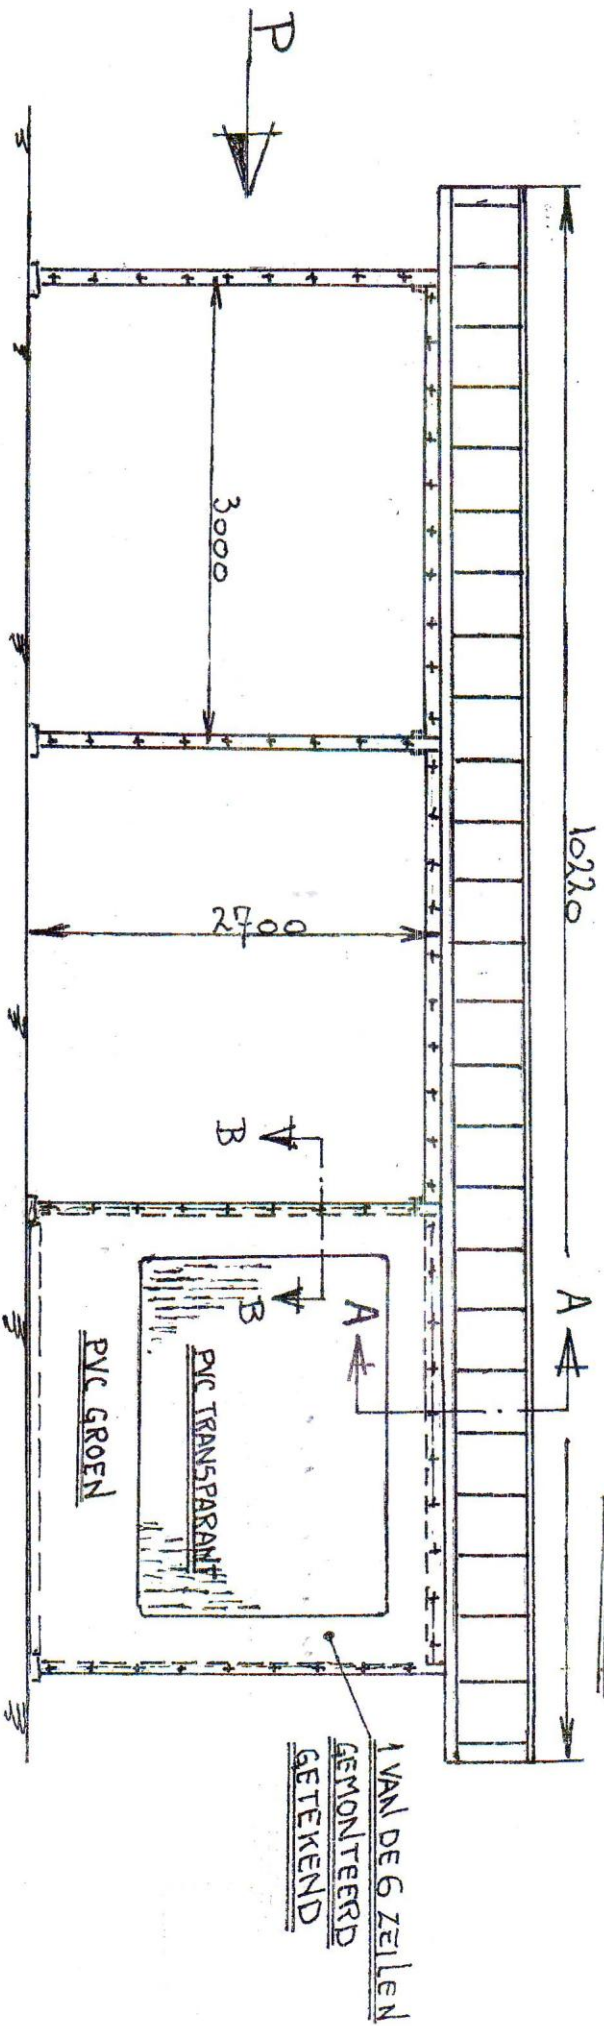 10220
A
P
3000
2700
A
B
B
PVC TRANSPARANT
PVC GROEN
1 VAN DE 6 ZEILEN
GEMONTEERD
GETEKEND